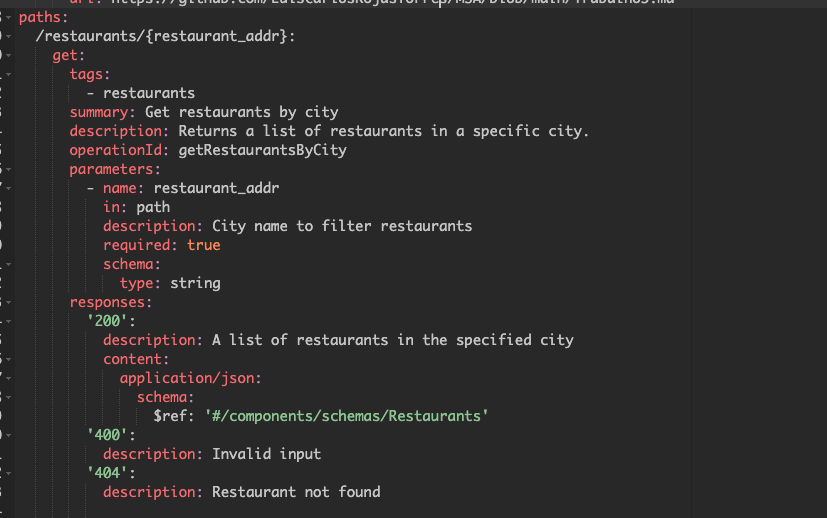 paths:
/restaurants/{restaurant_addr}:
get:
tags:
- restaurants
summary: Get restaurants by city
description: Returns a list of restaurants in a specific city.
operationId: getRestaurantsByCity
parameters:
- name: restaurant_addr
in: path
description: City name to filter restaurants
required: true
schema:
type: string
responses:
'200':
description: A list of restaurants in the specified city
content:
application/json:
schema:
$ref: '#/components/schemas/Restaurants'
'400':
description: Invalid input
'404':
description: Restaurant not found